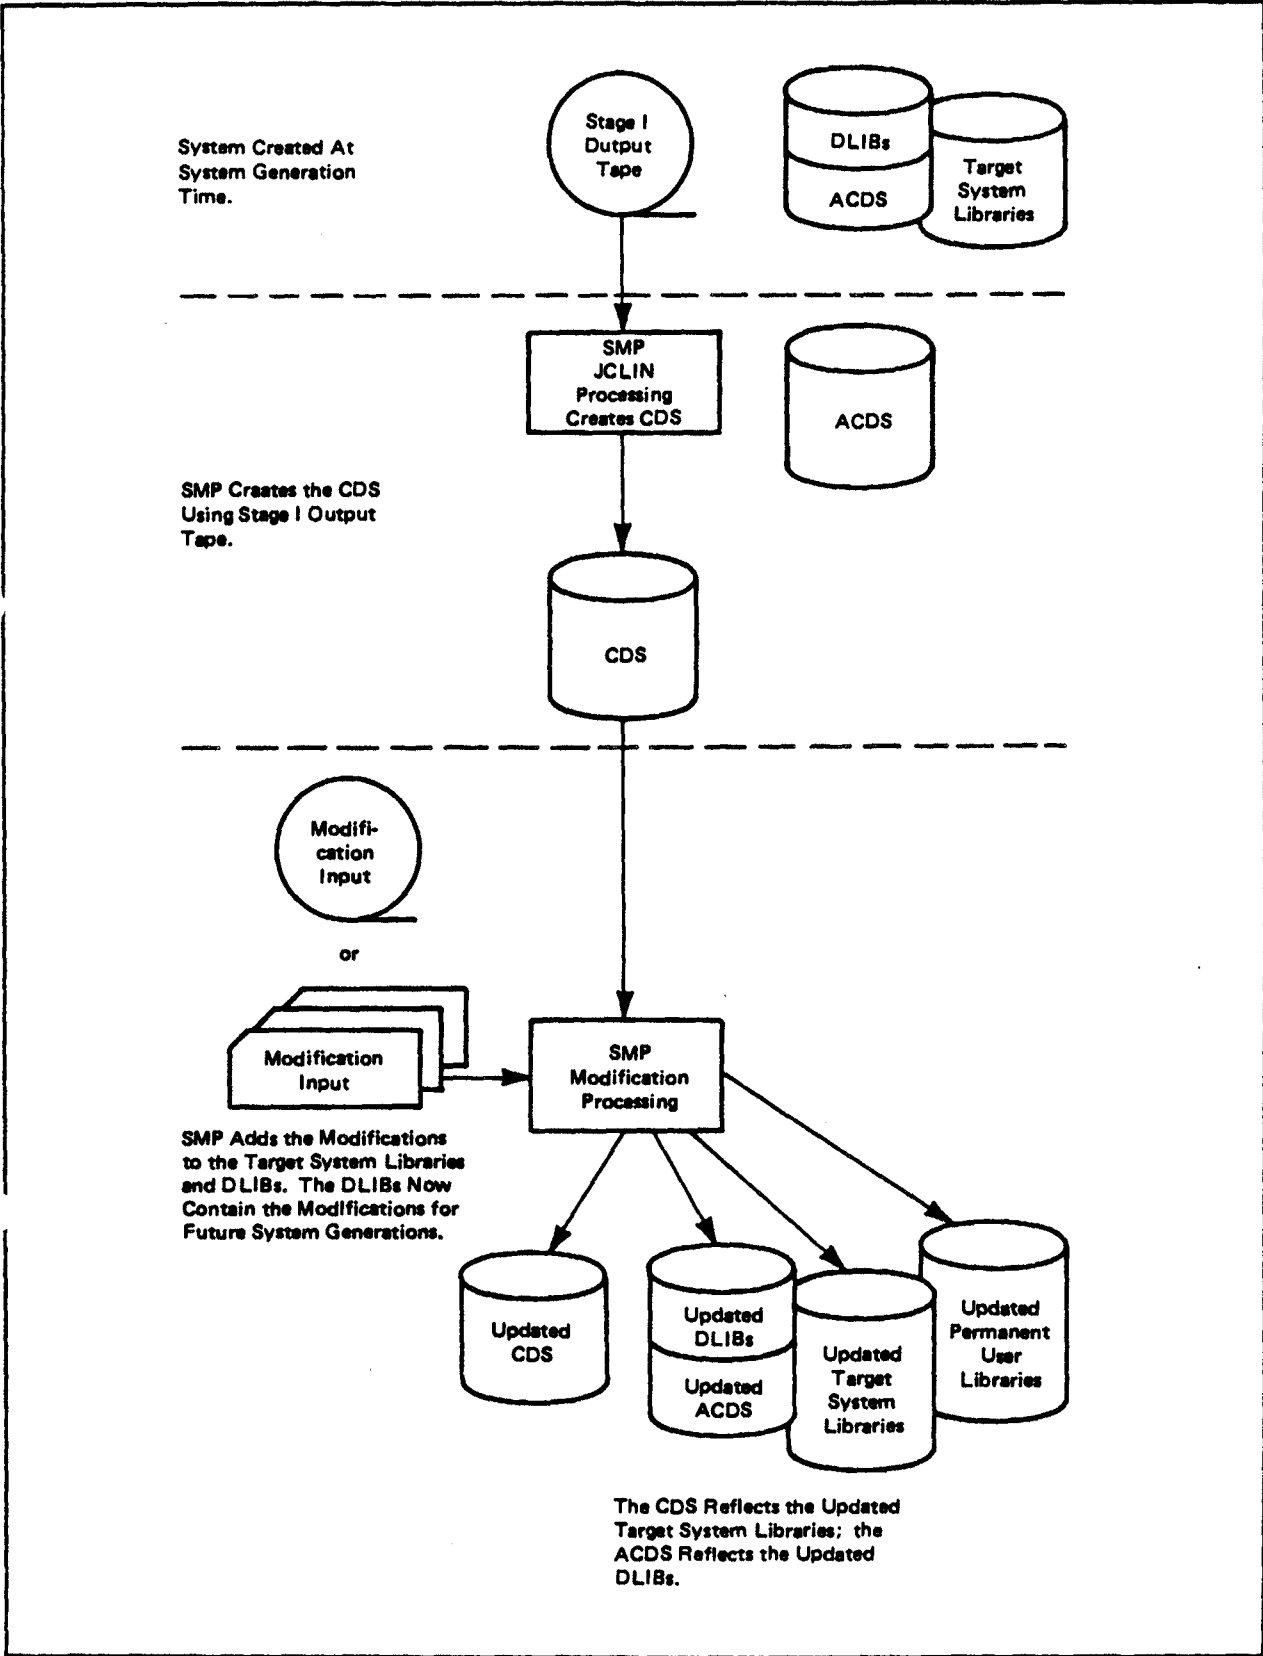 System Created At
System Generation
Time.
Stage I
Output
Tape
DLIBs
ACDS
Target
System
Libraries
SMP
JCLIN
Processing
Creates CDS
ACDS
SMP Creates the CDS
Using Stage I Output
Tape.
CDS
Modifi-
cation
Input
or
Modification
Input
SMP
Modification
Processing
SMP Adds the Modifications
to the Target System Libraries
and DLIBs. The DLIBs Now
Contain the Modifications for
Future System Generations.
Updated
CDS
Updated
DLIBs
Updated
ACDS
Updated
Target
System
Libraries
Updated
Permanent
User
Libraries
The CDS Reflects the Updated
Target System Libraries; the
ACDS Reflects the Updated
DLIBs.